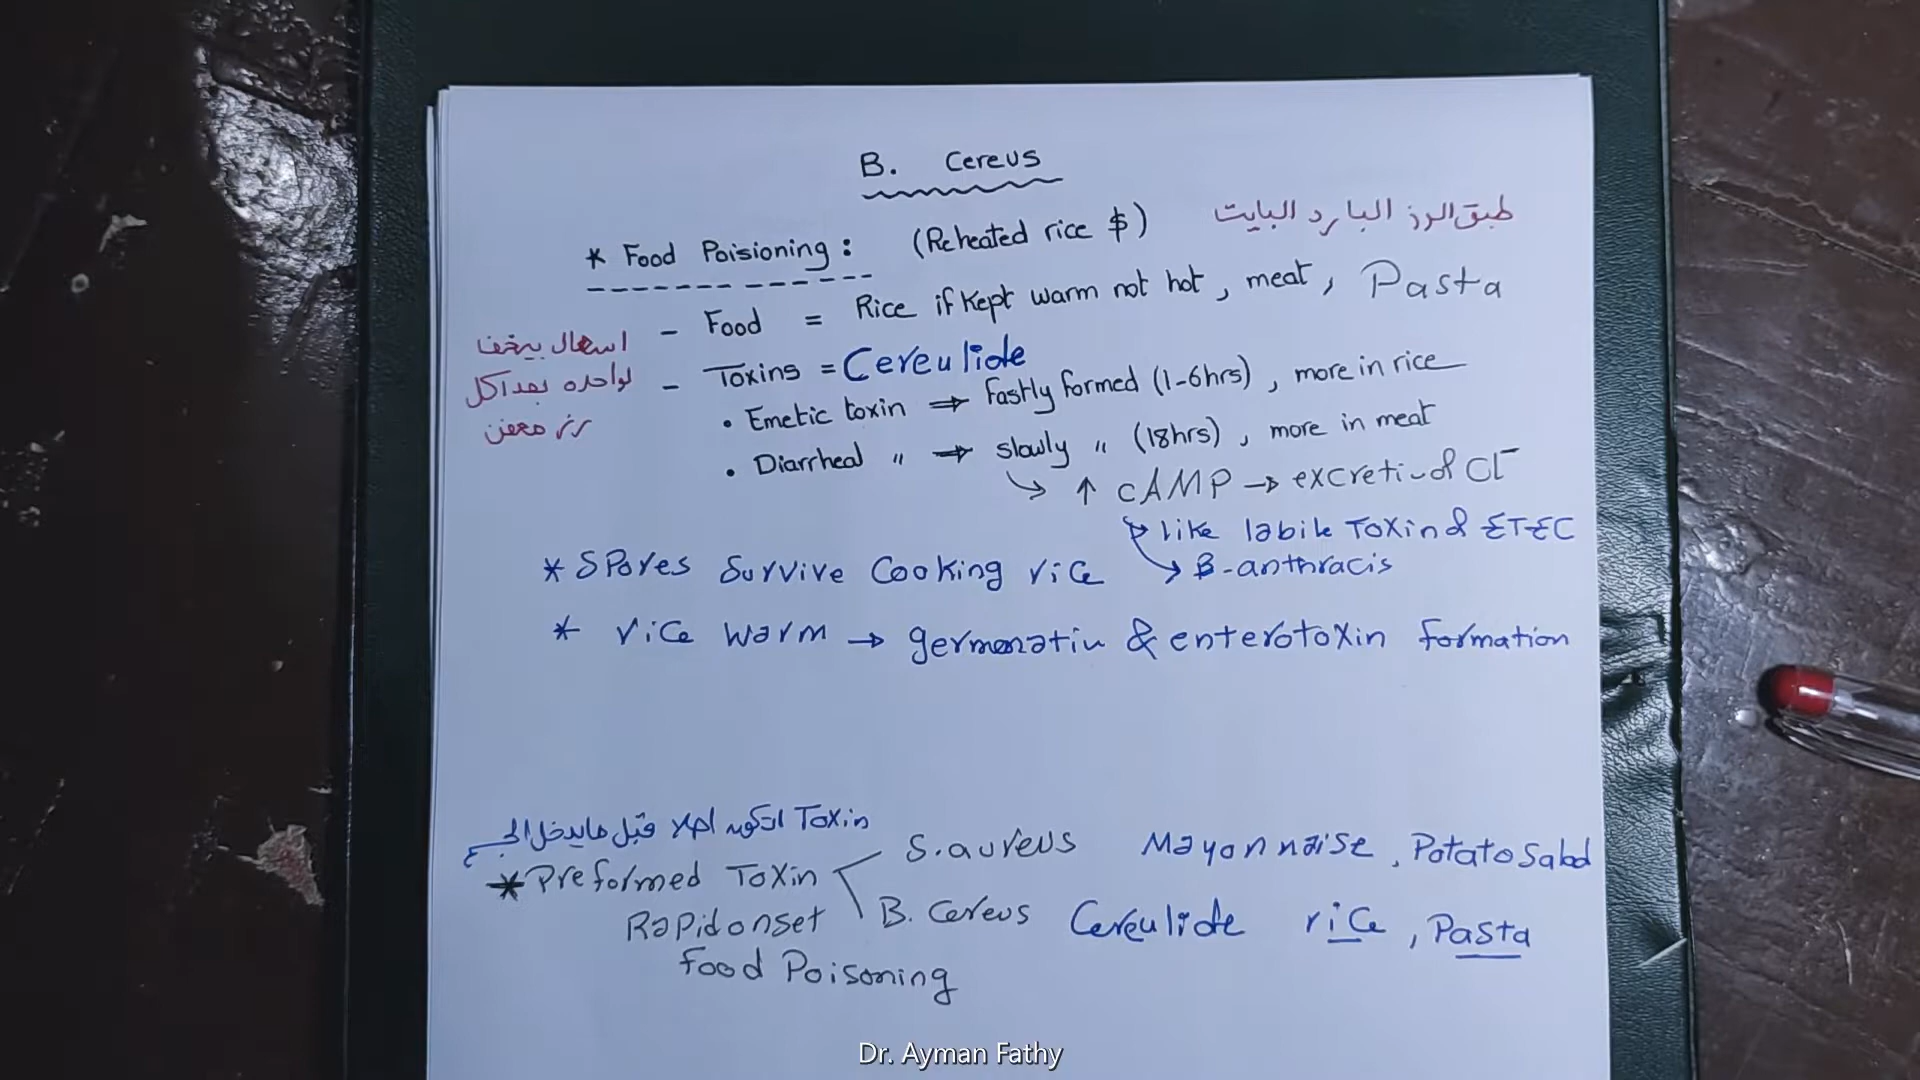 B. Cereus
* Food Poisioning : (Reheated rice $) طبق الرز البارد البايت
- Food = Rice if Kept warm not hot , meat , Pasta
اسهال بيخف
لواحده بعد اكل
رز معفن
- Toxins = Cereulide
• Emetic toxin ⇒ Fastly formed (1-6hrs) , more in rice
• Diarrheal " ⇒ slowly " (18hrs) , more in meat
↑ cAMP → excreti- of Cl⁻
like labile Toxin of ETEC
→ B-anthracis
* Spores Survive Cooking rice
* rice warm → germenatin & enterotoxin formation
Toxin اتكونه اصلا قبل مايدخل الج
* Preformed Toxin
Rapid onset
food Poisoning
S. aureus Mayonnaise , Potato Salad
B. Cereus Cereulide rice , Pasta
Dr. Ayman Fathy